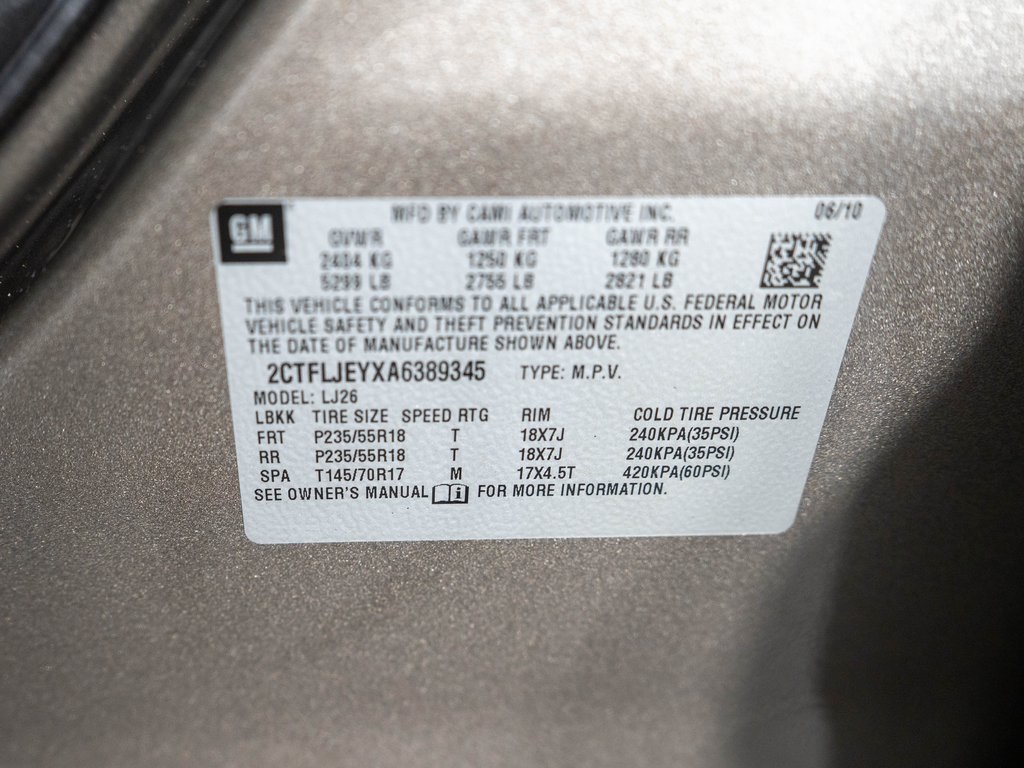 GM
MFD BY CAMI AUTOMOTIVE INC. 06/10
GVWR GAWR FRT GAWR RR
2404 KG 1250 KG 1280 KG
5299 LB 2755 LB 2821 LB
THIS VEHICLE CONFORMS TO ALL APPLICABLE U.S. FEDERAL MOTOR
VEHICLE SAFETY AND THEFT PREVENTION STANDARDS IN EFFECT ON
THE DATE OF MANUFACTURE SHOWN ABOVE.
2CTFLJEYXA6389345 TYPE: M.P.V.
MODEL: LJ26
LBKK TIRE SIZE SPEED RTG RIM COLD TIRE PRESSURE
FRT P235/55R18 T 18X7J 240KPA(35PSI)
RR P235/55R18 T 18X7J 240KPA(35PSI)
SPA T145/70R17 M 17X4.5T 420KPA(60PSI)
SEE OWNER'S MANUAL i FOR MORE INFORMATION.